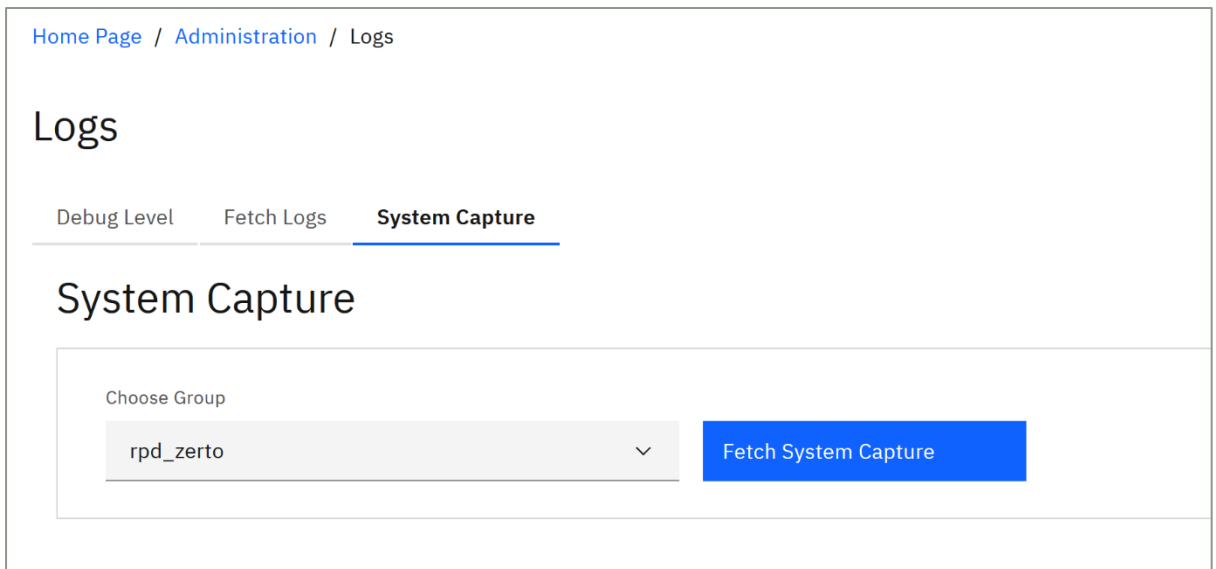 Home Page / Administration / Logs
Logs
Debug Level Fetch Logs System Capture
System Capture
Choose Group
rpd_zerto Fetch System Capture